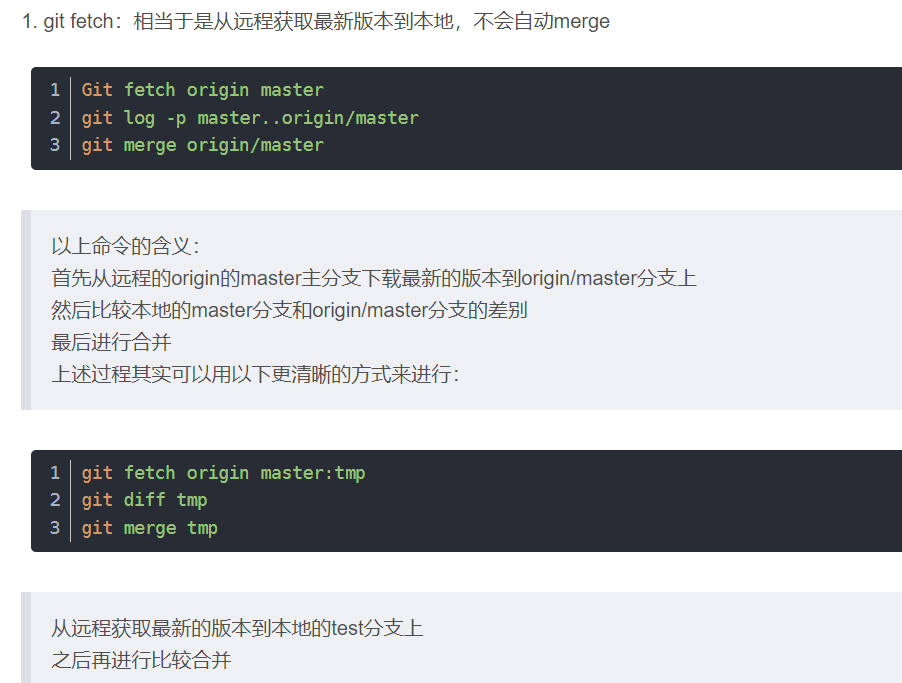 1. git fetch：相当于是从远程获取最新版本到本地，不会自动merge
1 Git fetch origin master
2 git log -p master..origin/master
3 git merge origin/master
以上命令的含义：
首先从远程的origin的master主分支下载最新的版本到origin/master分支上
然后比较本地的master分支和origin/master分支的差别
最后进行合并
上述过程其实可以用以下更清晰的方式来进行：
1 git fetch origin master:tmp
2 git diff tmp
3 git merge tmp
从远程获取最新的版本到本地的test分支上
之后再进行比较合并